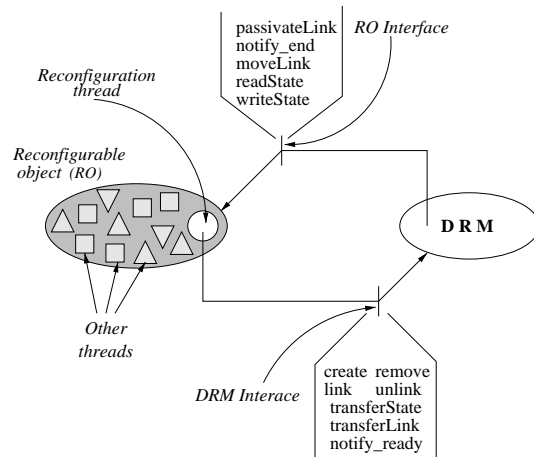 passivateLink
notify_end
moveLink
readState
writeState
RO Interface
Reconfiguration
thread
Reconfigurable
object (RO)
D R M
Other
threads
DRM Interace
create remove
link unlink
transferState
transferLink
notify_ready